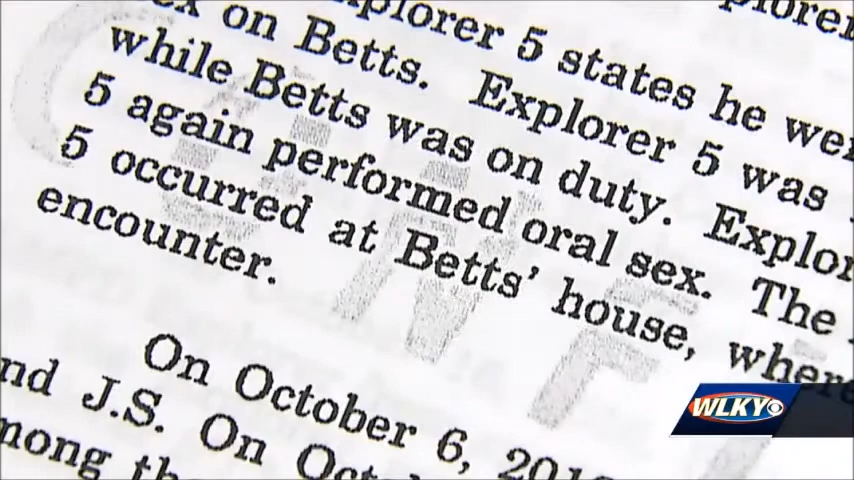 on Betts. Explorer 5 states he
while Betts was on duty. Explorer 5 was
5 again performed oral sex. The
5 occurred at Betts' house,
encounter.
On October 6,
J.S. On
WLKY